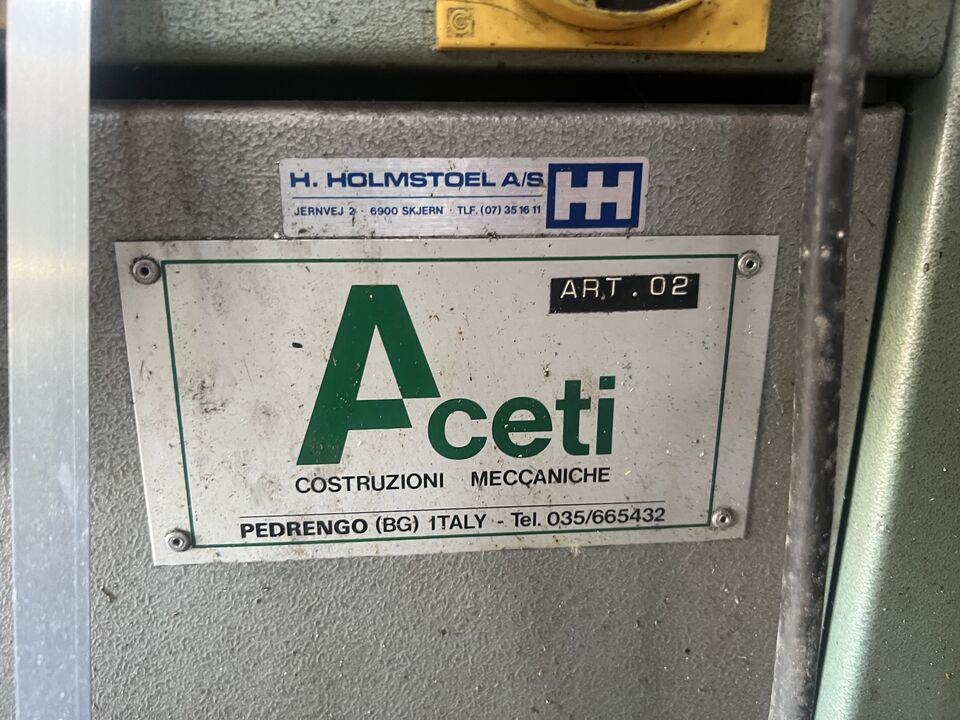 H. HOLMSTOEL A/S
HH
JERNVEJ 2 · 6900 SKJERN · TLF. (07) 35 16 11
ART. 02
Aceti
COSTRUZIONI MECCANICHE
PEDRENGO (BG) ITALY - Tel. 035/665432